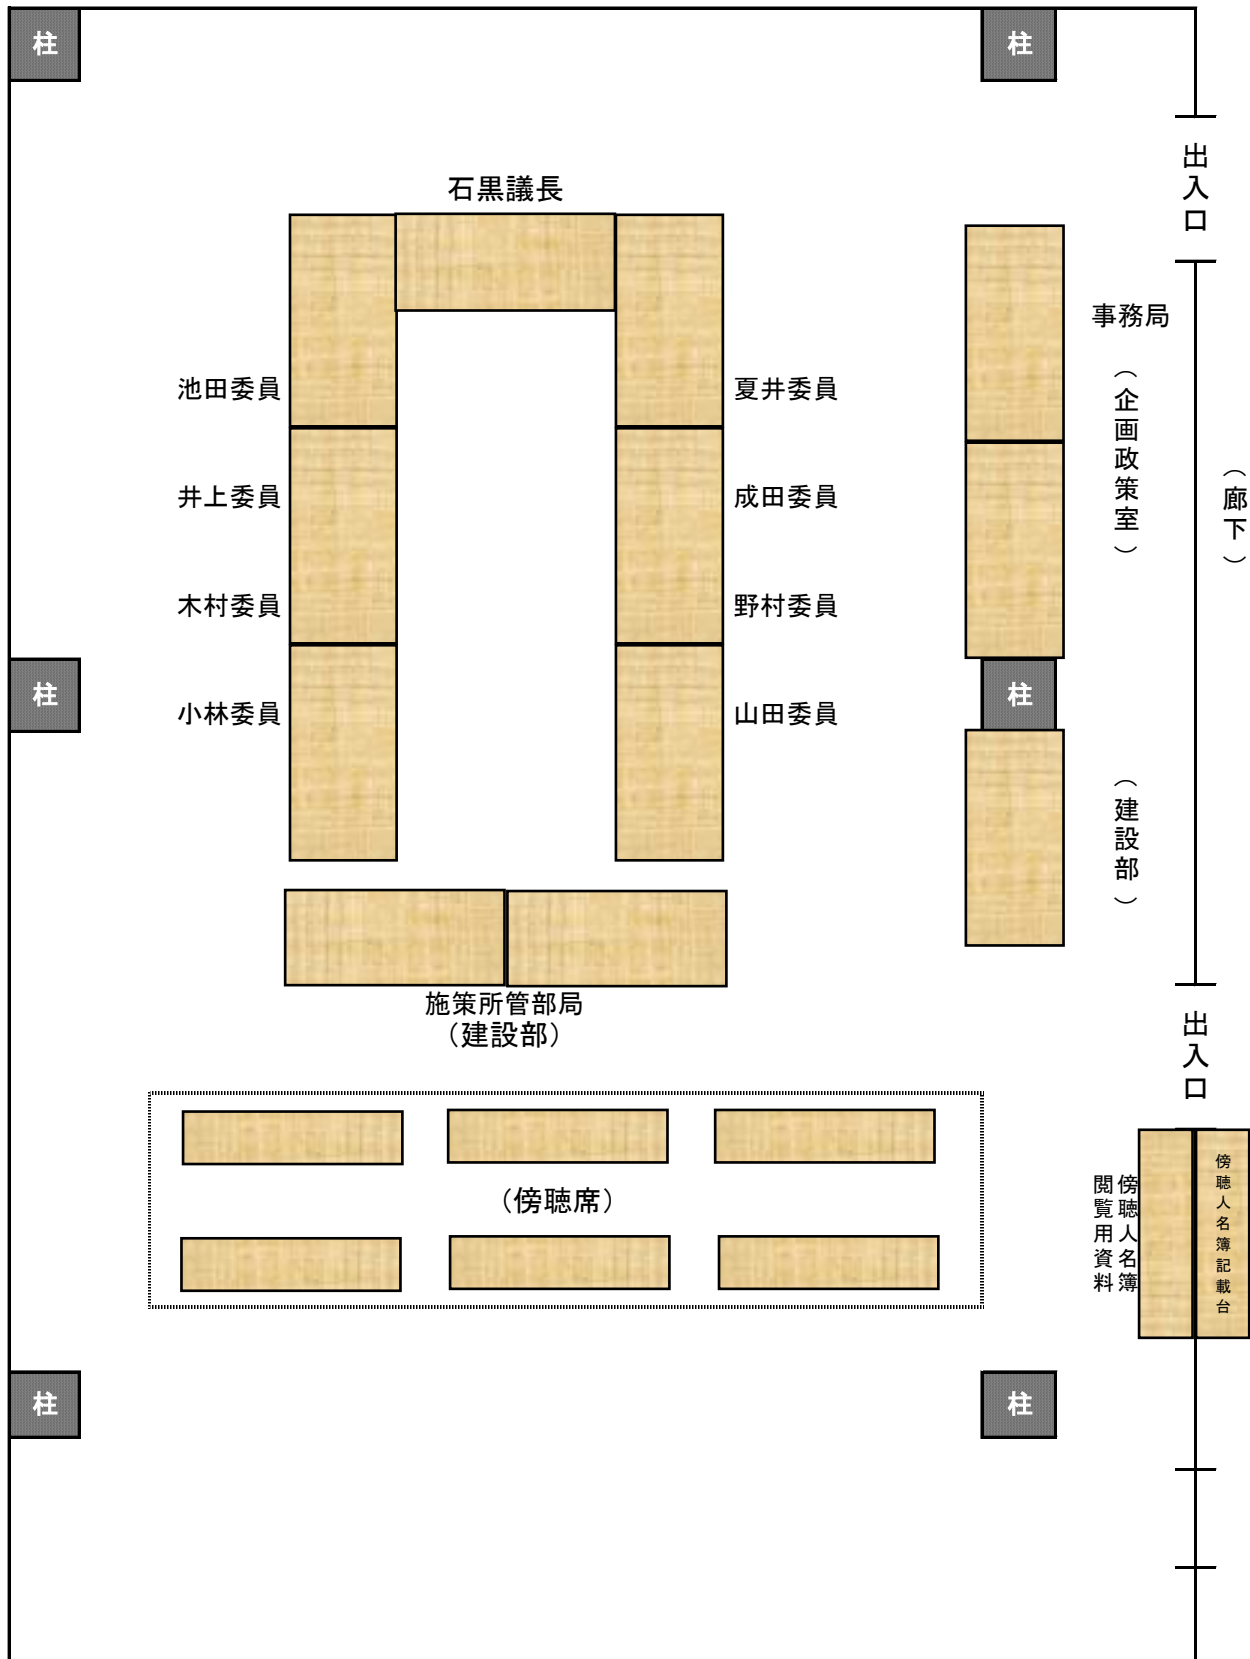 柱
柱
出入口
石黒議長
事務局
（企画政策室）
池田委員
夏井委員
井上委員
成田委員
（廊下）
木村委員
野村委員
柱
柱
小林委員
山田委員
（建設部）
施策所管部局
（建設部）
出入口
（傍聴席）
傍聴人名簿
閲覧用資料
傍聴人名簿記載台
柱
柱